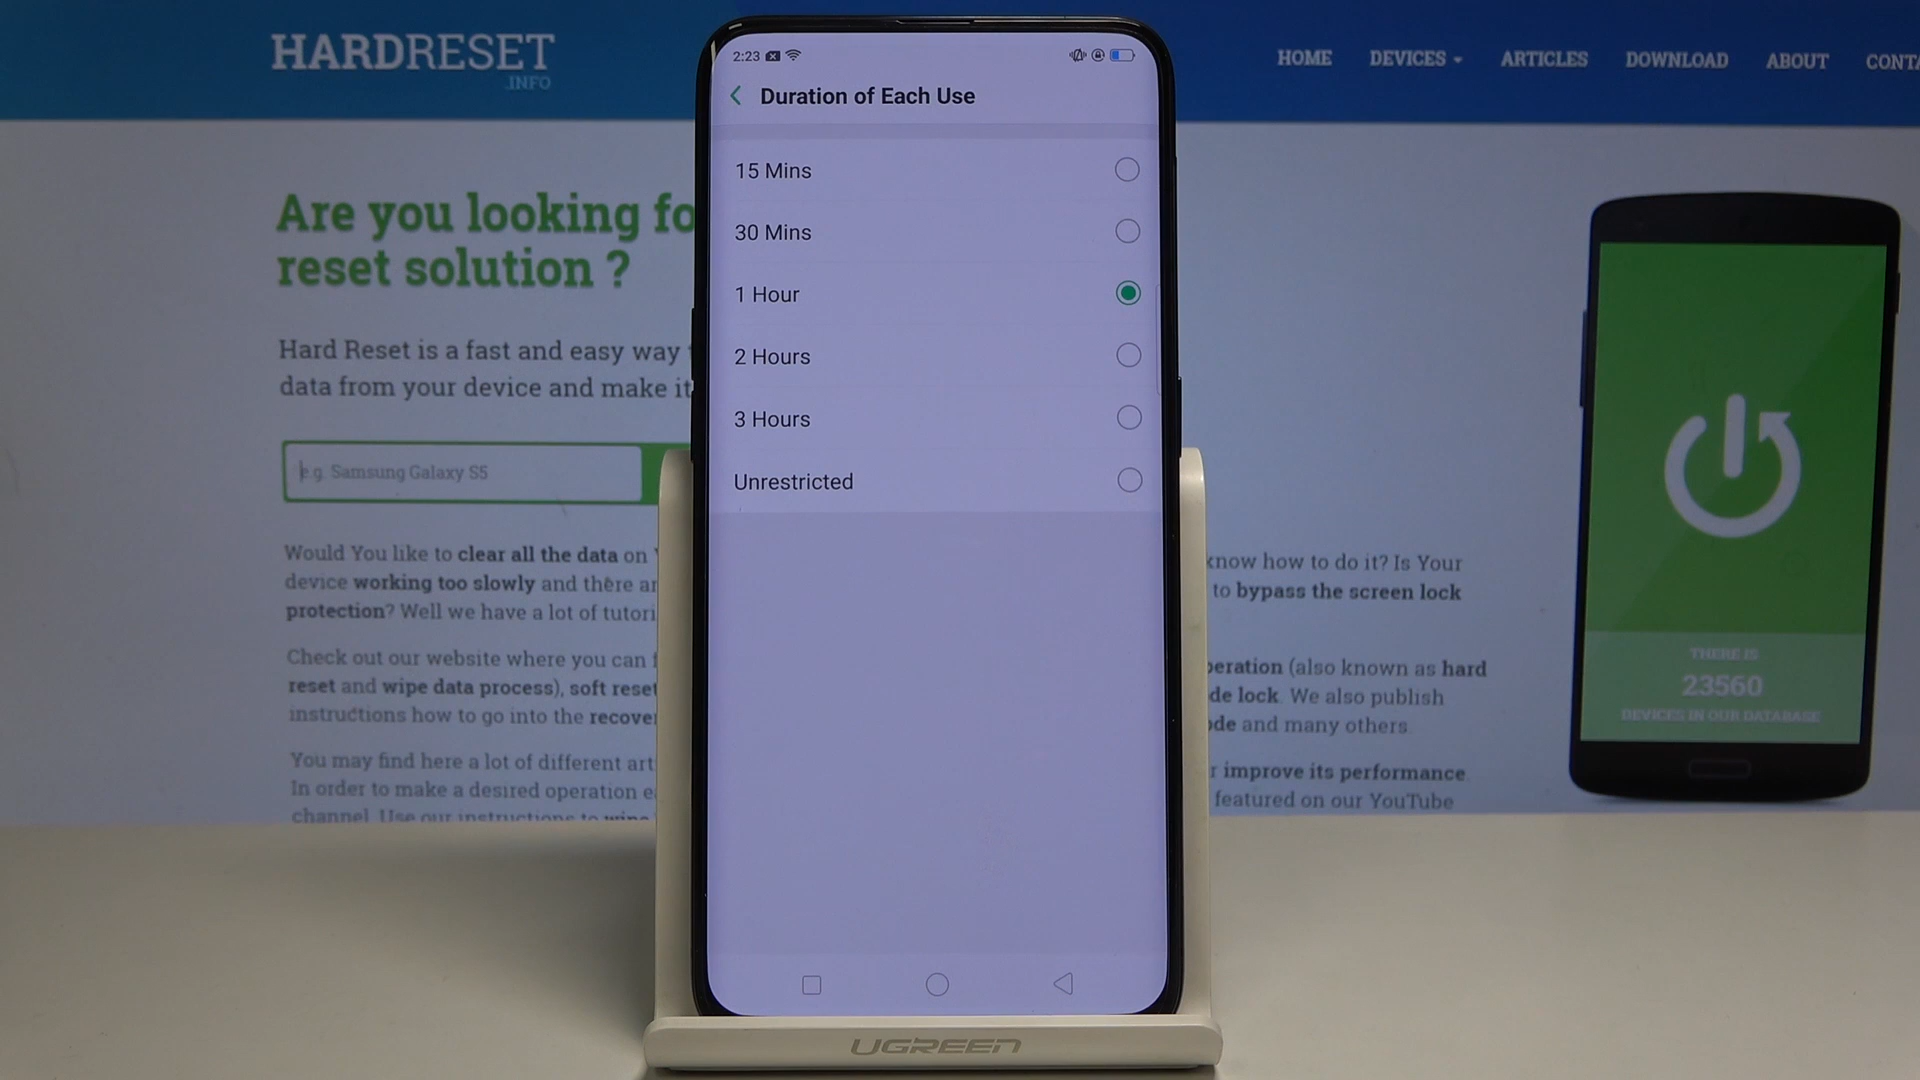 HARDRESET
.INFO
HOME DEVICES ARTICLES DOWNLOAD ABOUT
Are you looking fo
reset solution ?
Hard Reset is a fast and easy way
data from your device and make it
e.g. Samsung Galaxy S5
Would You like to clear all the data on
device working too slowly and there ar
protection? Well we have a lot of tutori
Check out our website where you can f
reset and wipe data process), soft reset
instructions how to go into the recover
You may find here a lot of different art
In order to make a desired operation e
channel. Use our instructions to wipe
2:23
Duration of Each Use
15 Mins
30 Mins
1 Hour
2 Hours
3 Hours
Unrestricted
UGREEN
know how to do it? Is Your
to bypass the screen lock
peration (also known as hard
de lock. We also publish
ode and many others
r improve its performance
featured on our YouTube
THERE IS
23560
DEVICES IN OUR DATABASE